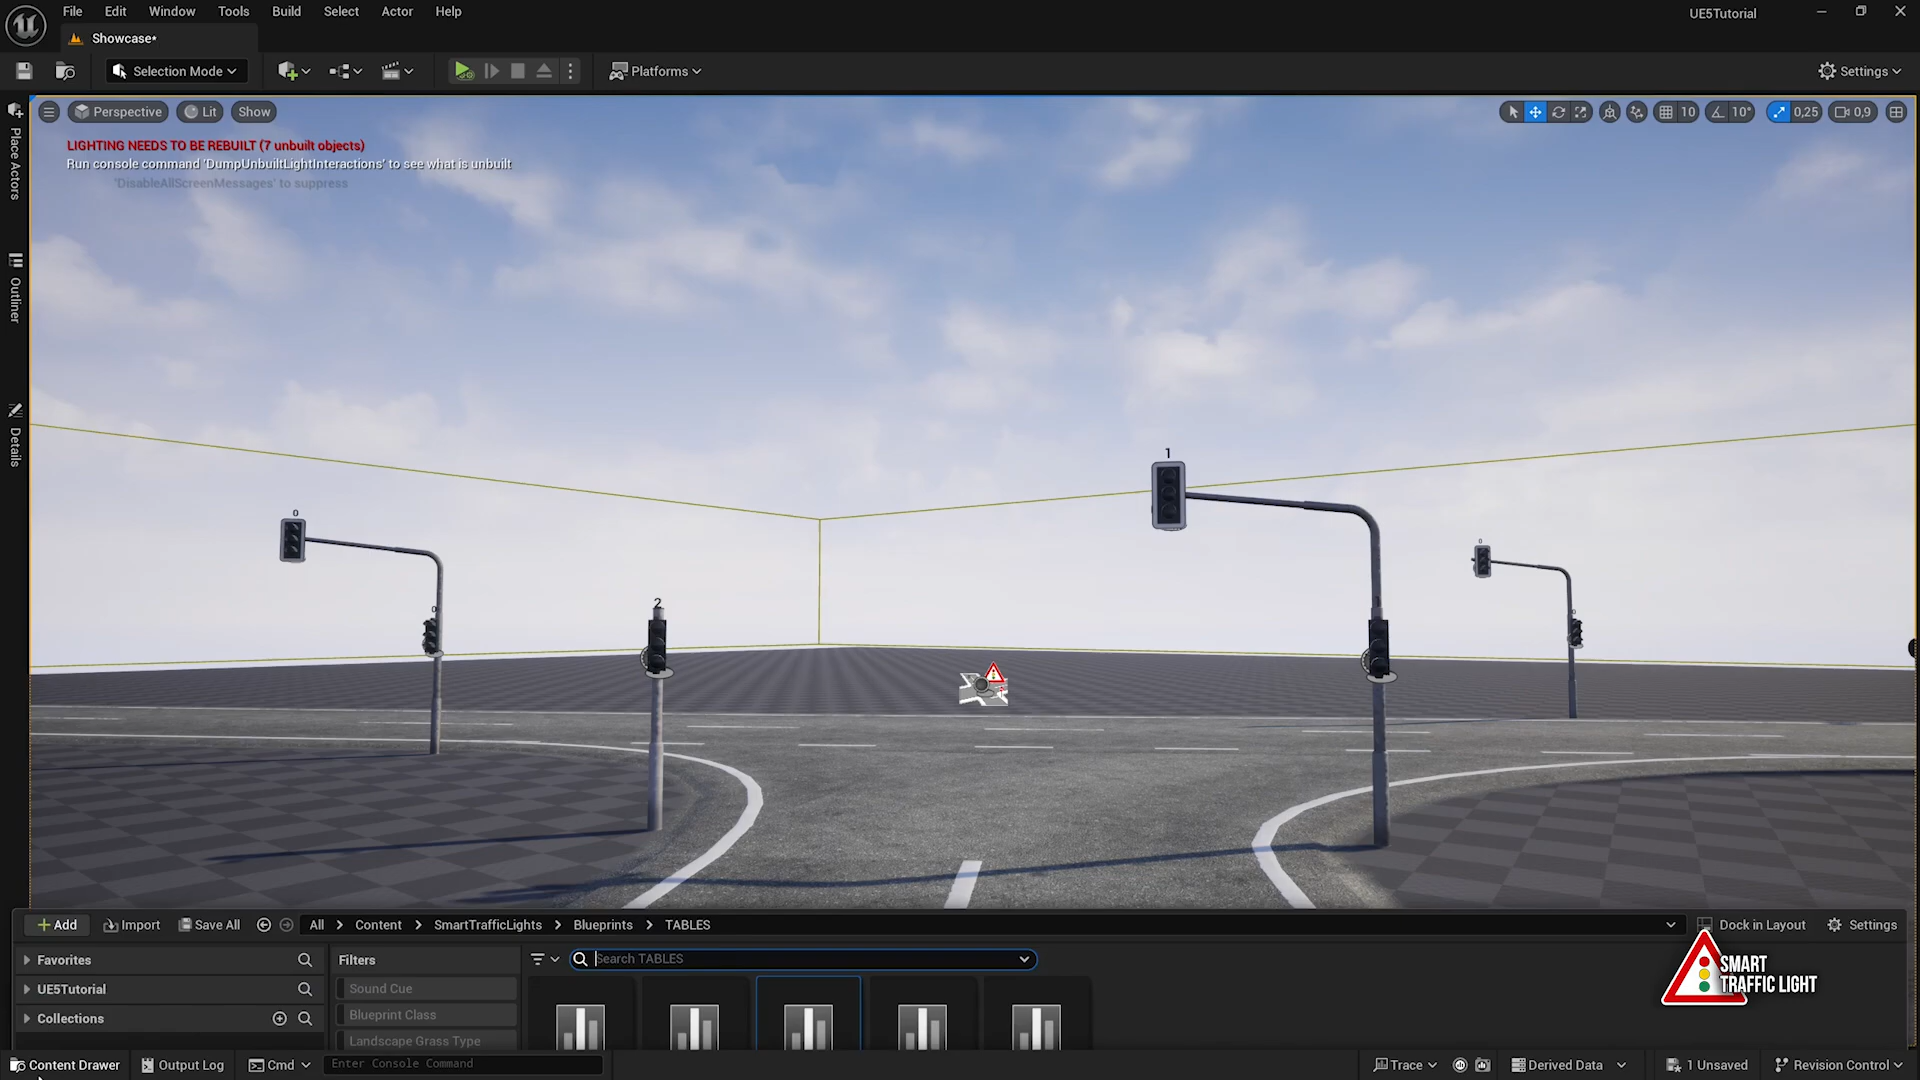 File Edit Window Tools Build Select Actor Help
UE5Tutorial
Showcase*
Selection Mode
Platforms
Settings
Perspective
Lit
Show
10
10°
0,25
0,9
LIGHTING NEEDS TO BE REBUILT (7 unbuilt objects)
Run console command 'DumpUnbuiltLightInteractions' to see what is unbuilt
'DisableAllScreenMessages' to suppress
Place Actors
Outliner
Details
1
0
0
2
0
0
Add
Import
Save All
All > Content > SmartTrafficLights > Blueprints > TABLES
Dock in Layout
Settings
Favorites
UE5Tutorial
Collections
Filters
Sound Cue
Blueprint Class
Landscape Grass Type
Search TABLES
SMART
TRAFFIC LIGHT
Content Drawer
Output Log
Cmd
Enter Console Command
Trace
Derived Data
1 Unsaved
Revision Control